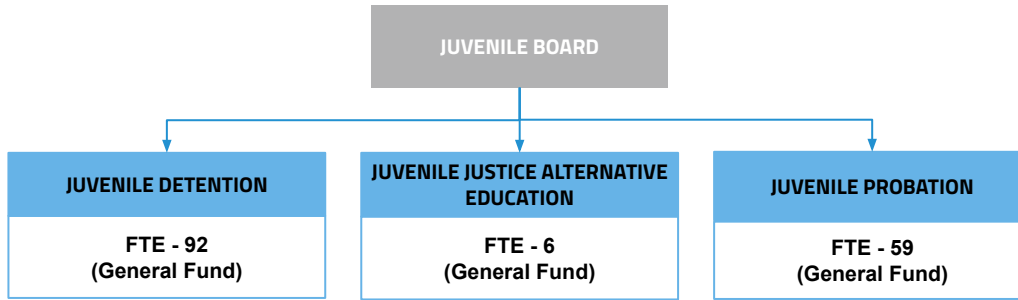 JUVENILE BOARD
JUVENILE DETENTION
FTE - 92
(General Fund)
JUVENILE JUSTICE ALTERNATIVE
EDUCATION
FTE - 6
(General Fund)
JUVENILE PROBATION
FTE - 59
(General Fund)